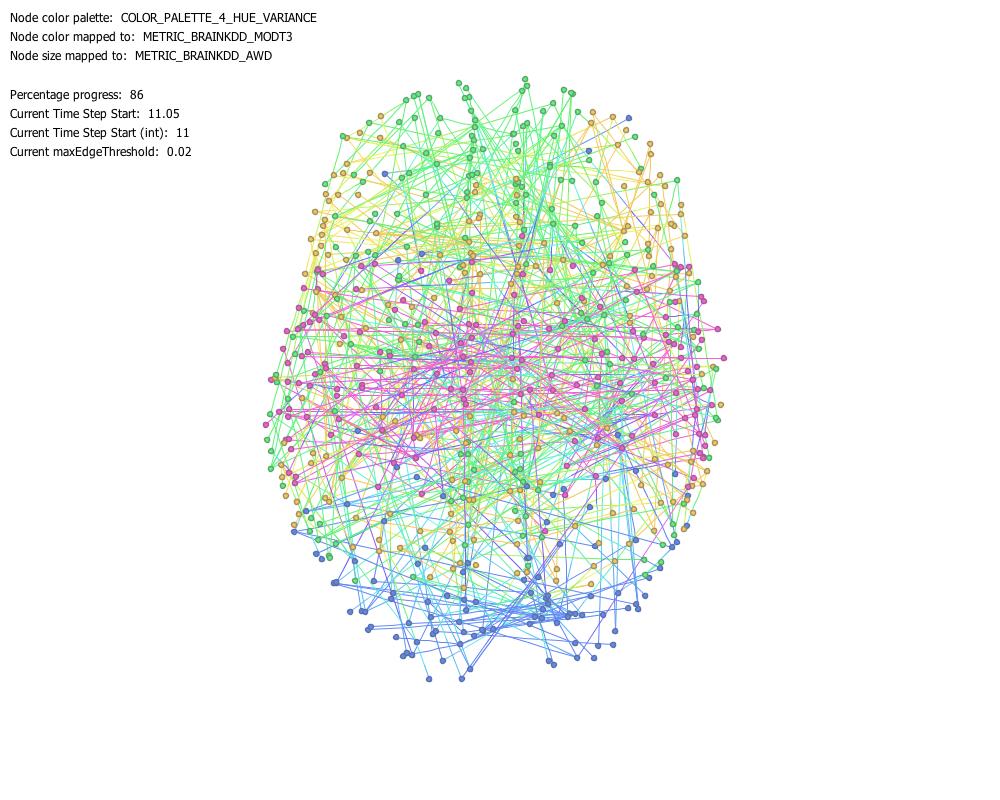 Node color palette:  COLOR_PALETTE_4_HUE_VARIANCE
Node color mapped to:  METRIC_BRAINKDD_MODT3
Node size mapped to:  METRIC_BRAINKDD_AWD
Percentage progress:  86
Current Time Step Start:  11.05
Current Time Step Start (int):  11
Current maxEdgeThreshold:  0.02